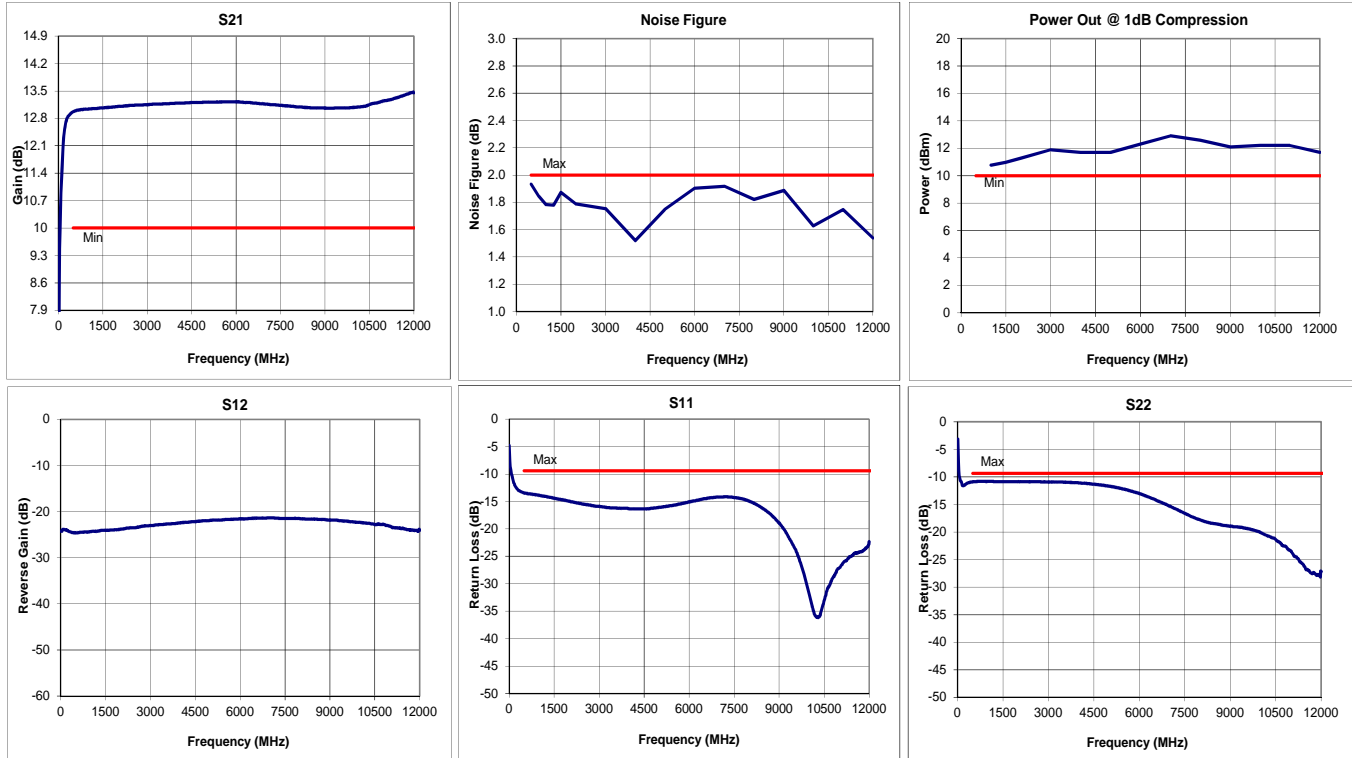 S21
Gain (dB)
14.9
14.2
13.5
12.8
12.1
11.4
10.7
10
9.3
8.6
7.9
Min
0 1500 3000 4500 6000 7500 9000 10500 12000
Frequency (MHz)
Noise Figure
Noise Figure (dB)
3.0
2.8
2.6
2.4
2.2
2.0
1.8
1.6
1.4
1.2
1.0
Max
0 1500 3000 4500 6000 7500 9000 10500 12000
Frequency (MHz)
Power Out @ 1dB Compression
Power (dBm)
20
18
16
14
12
10
8
6
4
2
0
Min
0 1500 3000 4500 6000 7500 9000 10500 12000
Frequency (MHz)
S12
Reverse Gain (dB)
0
-10
-20
-30
-40
-50
-60
0 1500 3000 4500 6000 7500 9000 10500 12000
Frequency (MHz)
S11
Return Loss (dB)
0
-5
-10
-15
-20
-25
-30
-35
-40
-45
-50
Max
0 1500 3000 4500 6000 7500 9000 10500 12000
Frequency (MHz)
S22
Return Loss (dB)
0
-5
-10
-15
-20
-25
-30
-35
-40
-45
-50
Max
0 1500 3000 4500 6000 7500 9000 10500 12000
Frequency (MHz)